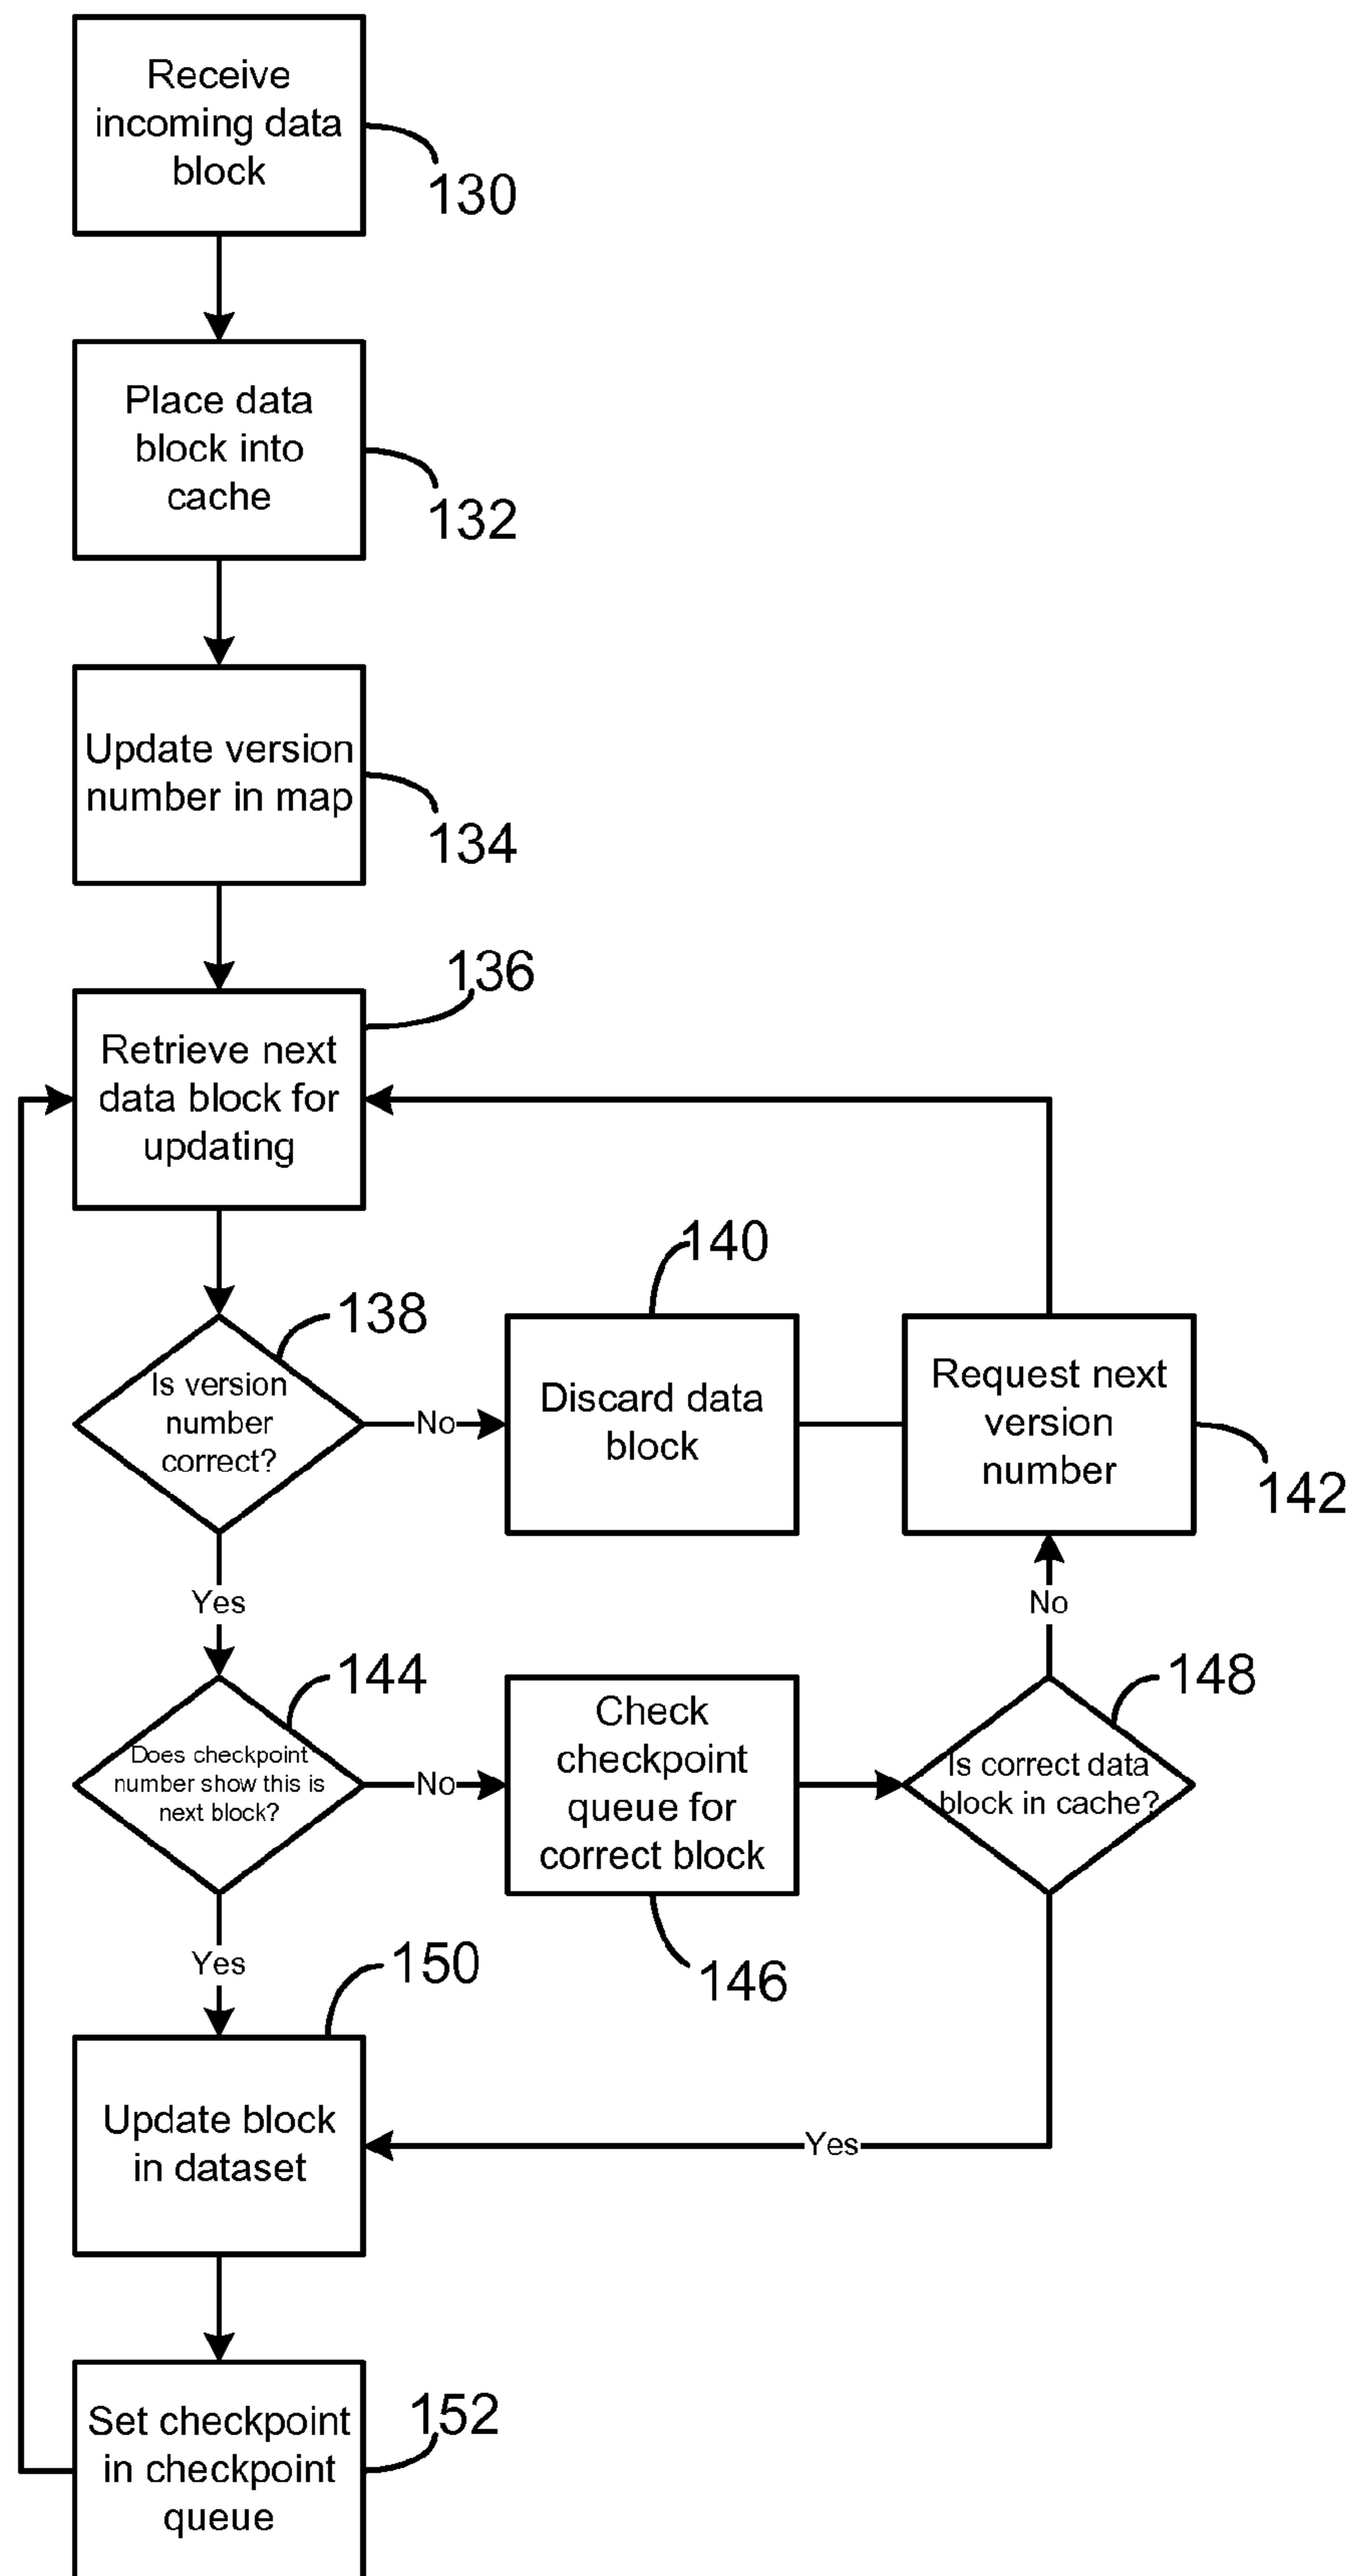 Receive
incoming data
block
130
Place data
block into
cache
132
Update version
number in map
134
136
Retrieve next
data block for
updating
140
138
Is version
number
correct?
No
Discard data
block
Request next
version
number
142
Yes
No
144
148
Does checkpoint
number show this is
next block?
No
Check
checkpoint
queue for
correct block
Is correct data
block in cache?
146
Yes
150
Update block
in dataset
Yes
152
Set checkpoint
in checkpoint
queue